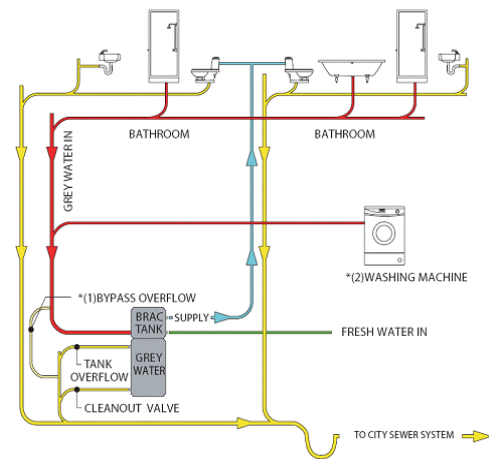 BATHROOM
BATHROOM
GREY WATER IN
*(2)WASHING MACHINE
*(1)BYPASS OVERFLOW
BRAC
TANK
SUPPLY
FRESH WATER IN
GREY
WATER
TANK
OVERFLOW
CLEANOUT VALVE
TO CITY SEWER SYSTEM